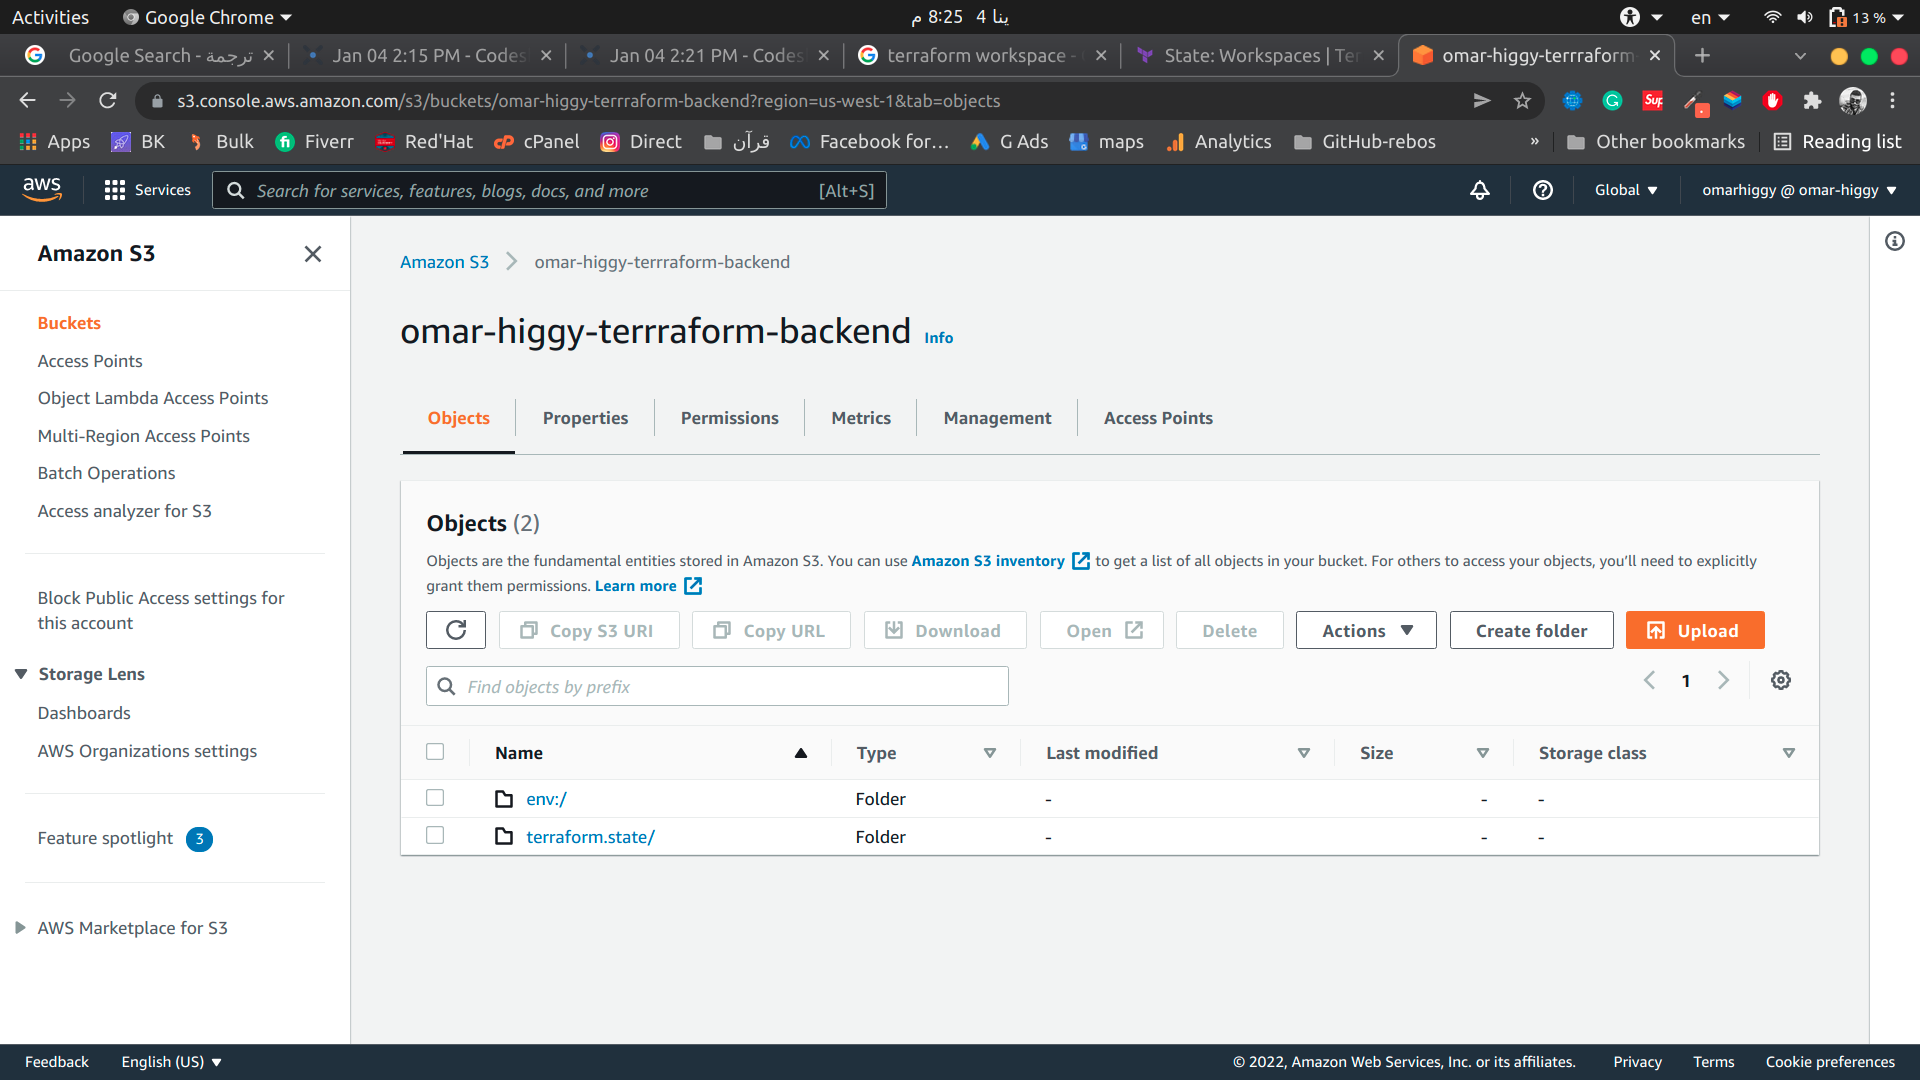 Activities Google Chrome م 8:25 4 ينا en 13 %
Google Search - ترجمة Jan 04 2:15 PM - Codes Jan 04 2:21 PM - Codes terraform workspace - State: Workspaces | Ter omar-higgy-terrraform-
s3.console.aws.amazon.com/s3/buckets/omar-higgy-terrraform-backend?region=us-west-1&tab=objects
Apps BK Bulk Fiverr Red'Hat cPanel Direct قرآن Facebook for… G Ads maps Analytics GitHub-rebos » Other bookmarks Reading list
aws Services Search for services, features, blogs, docs, and more [Alt+S] Global omarhiggy @ omar-higgy
Amazon S3
Buckets
Access Points
Object Lambda Access Points
Multi-Region Access Points
Batch Operations
Access analyzer for S3
Block Public Access settings for
this account
Storage Lens
Dashboards
AWS Organizations settings
Feature spotlight 3
AWS Marketplace for S3
Amazon S3 omar-higgy-terrraform-backend
omar-higgy-terrraform-backend Info
Objects Properties Permissions Metrics Management Access Points
Objects (2)
Objects are the fundamental entities stored in Amazon S3. You can use Amazon S3 inventory to get a list of all objects in your bucket. For others to access your objects, you'll need to explicitly
grant them permissions. Learn more
Copy S3 URI Copy URL Download Open Delete Actions Create folder Upload
Find objects by prefix 1
Name Type Last modified Size Storage class
env:/ Folder - - -
terraform.state/ Folder - - -
Feedback English (US) © 2022, Amazon Web Services, Inc. or its affiliates. Privacy Terms Cookie preferences